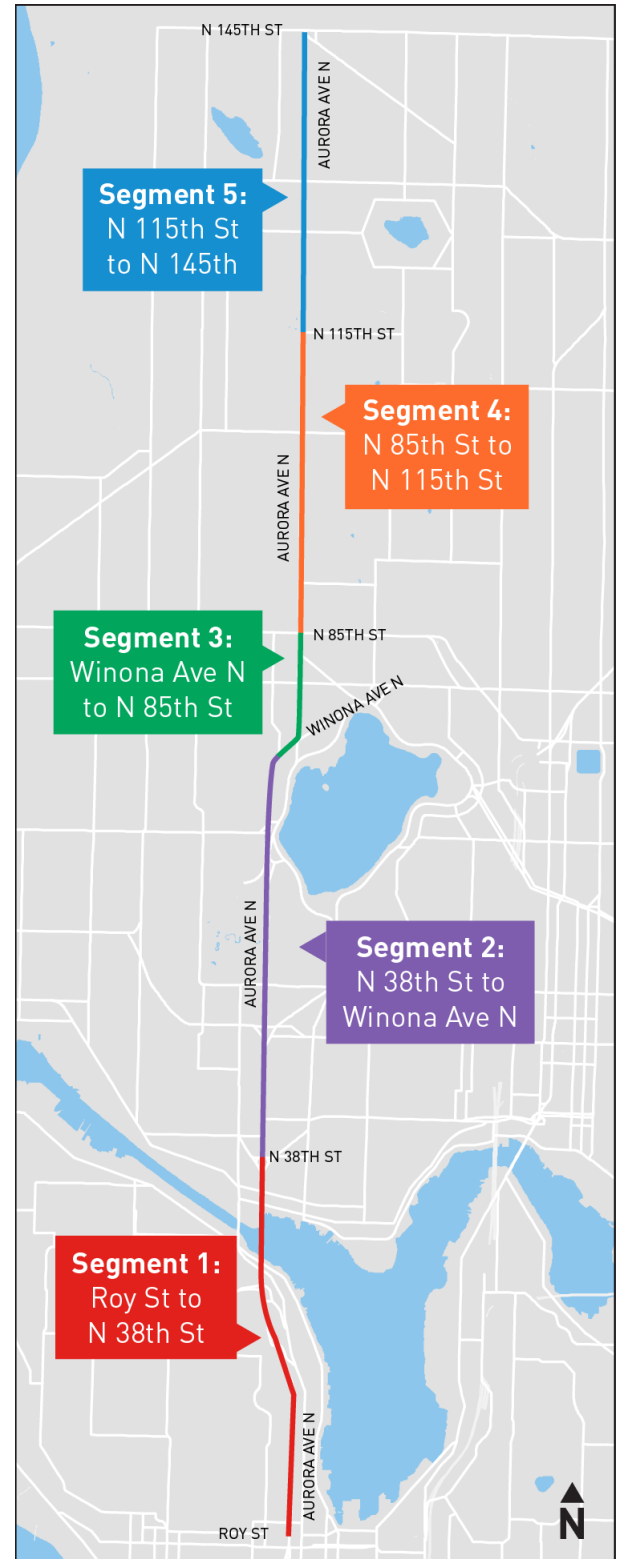 N 145TH ST
AURORA AVE N
Segment 5:
N 115th St
to N 145th
N 115TH ST
Segment 4:
N 85th St to
N 115th St
AURORA AVE N
Segment 3:
Winona Ave N
to N 85th St
N 85TH ST
WINONA AVE N
AURORA AVE N
Segment 2:
N 38th St to
Winona Ave N
N 38TH ST
Segment 1:
Roy St to
N 38th St
AURORA AVE N
ROY ST
N